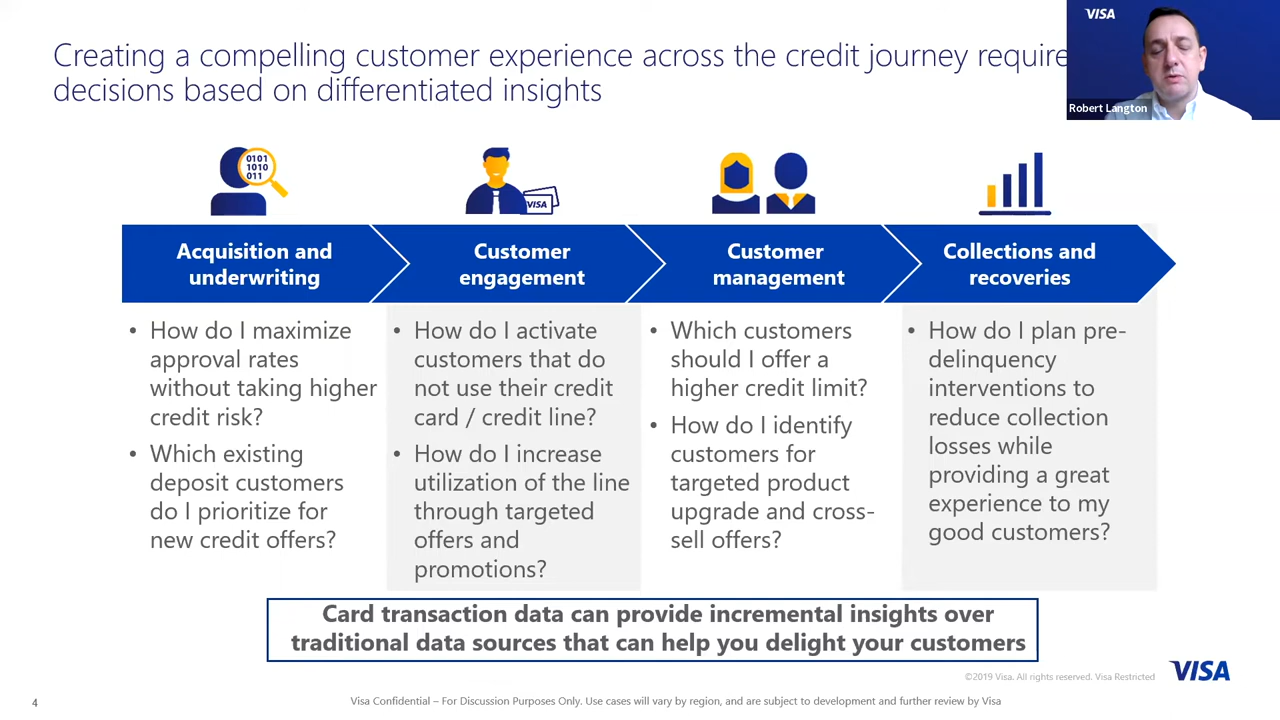 Creating a compelling customer experience across the credit journey require
decisions based on differentiated insights
VISA
Robert Langton
0101
1010
011
VISA
Acquisition and
underwriting
Customer
engagement
Customer
management
Collections and
recoveries
• How do I maximize
approval rates
without taking higher
credit risk?
• Which existing
deposit customers
do I prioritize for
new credit offers?
• How do I activate
customers that do
not use their credit
card / credit line?
• How do I increase
utilization of the line
through targeted
offers and
promotions?
• Which customers
should I offer a
higher credit limit?
• How do I identify
customers for
targeted product
upgrade and cross-
sell offers?
• How do I plan pre-
delinquency
interventions to
reduce collection
losses while
providing a great
experience to my
good customers?
Card transaction data can provide incremental insights over
traditional data sources that can help you delight your customers
©2019 Visa. All rights reserved. Visa Restricted
VISA
4
Visa Confidential – For Discussion Purposes Only. Use cases will vary by region, and are subject to development and further review by Visa